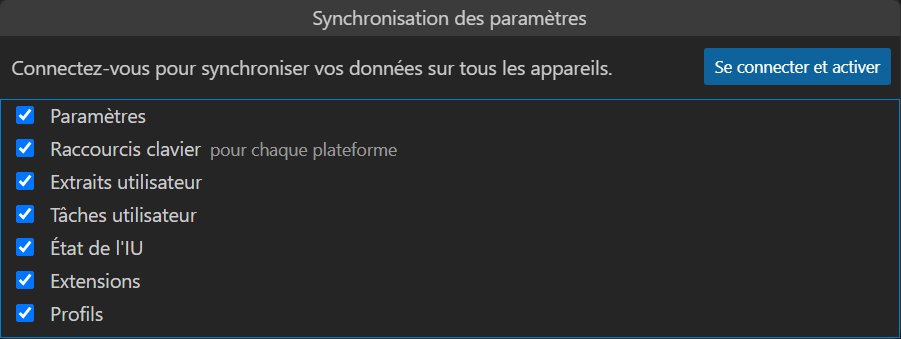 Synchronisation des paramètres
Connectez-vous pour synchroniser vos données sur tous les appareils. Se connecter et activer
Paramètres
Raccourcis clavier pour chaque plateforme
Extraits utilisateur
Tâches utilisateur
État de l'IU
Extensions
Profils